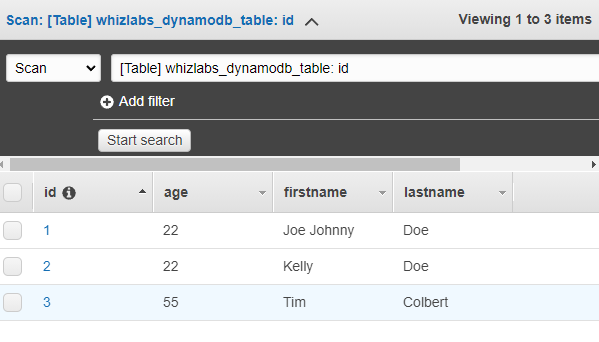 Scan: [Table] whizlabs_dynamodb_table: id Viewing 1 to 3 items
Scan [Table] whizlabs_dynamodb_table: id
Add filter
Start search
id age firstname lastname
1 22 Joe Johnny Doe
2 22 Kelly Doe
3 55 Tim Colbert